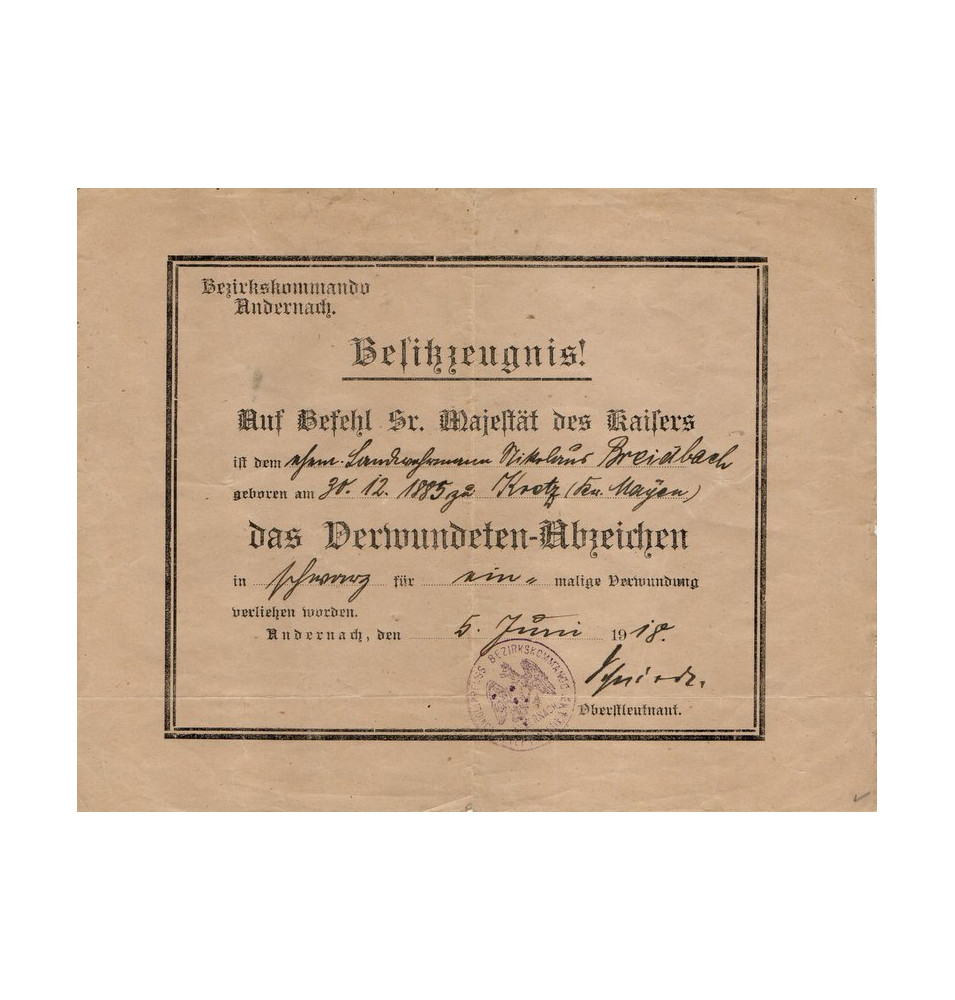 Bezirkskommando
Andernach.
Besitzzeugnis!
Auf Befehl Sr. Majestät des Kaisers
ist dem ehem. Landwehrmann Nikolaus Breidbach
geboren am 30. 12. 1885 zu Kretz (Kr. Mayen)
das Verwundeten-Abzeichen
in schwarz für ein- malige Verwundung
verliehen worden.
Andernach, den 5. Juni 1918.
Oberstleutnant.
BEZIRKSKOMMANDO